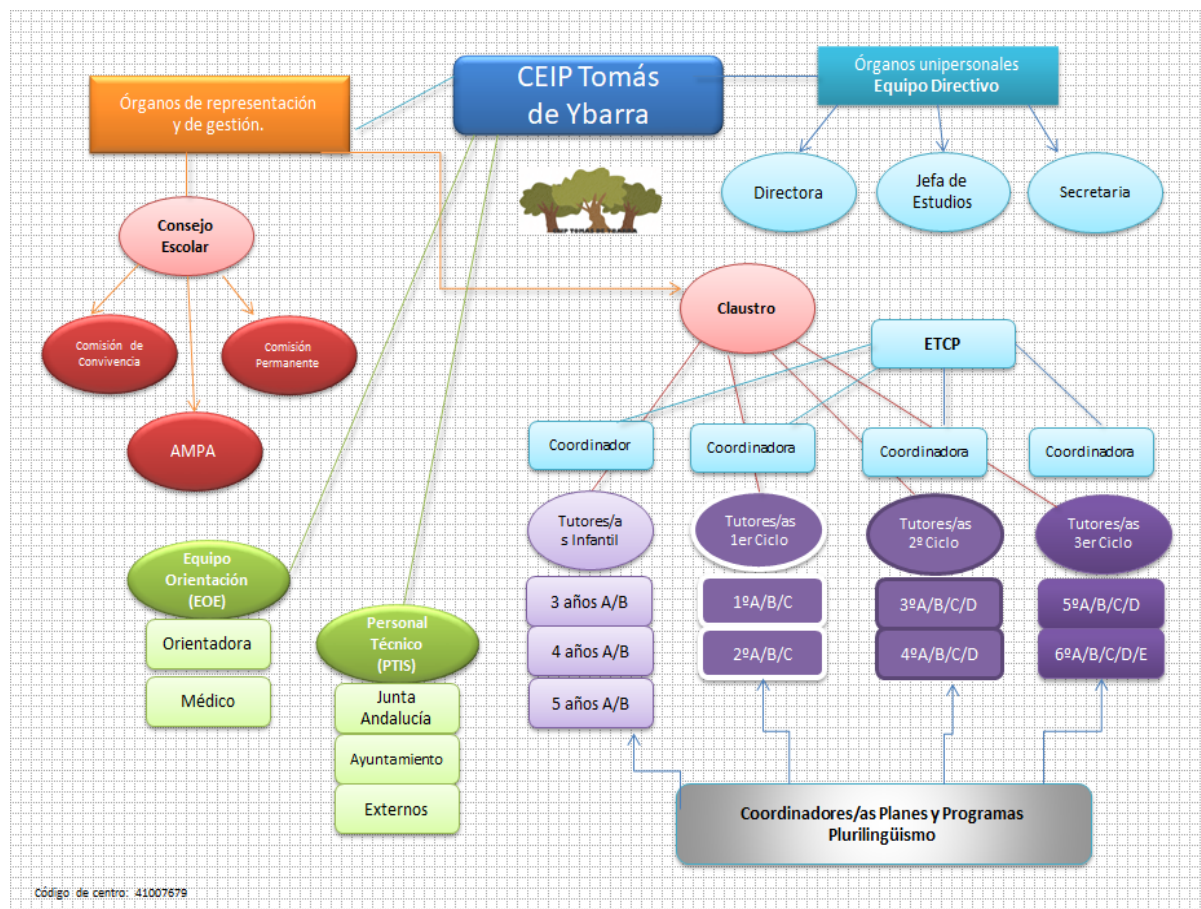 CEIP Tomás
de Ybarra
Órganos de representación
y de gestión.
Órganos unipersonales
Equipo Directivo
Directora
Jefa de
Estudios
Secretaria
CEIP TOMÁS DE YBARRA
Consejo
Escolar
Comisión de
Convivencia
Comisión
Permanente
AMPA
Claustro
ETCP
Coordinador
Coordinadora
Coordinadora
Coordinadora
Tutores/a
s Infantil
Tutores/as
1er Ciclo
Tutores/as
2º Ciclo
Tutores/as
3er Ciclo
3 años A/B
4 años A/B
5 años A/B
1ºA/B/C
2ºA/B/C
3ºA/B/C/D
4ºA/B/C/D
5ºA/B/C/D
6ºA/B/C/D/E
Equipo
Orientación
(EOE)
Orientadora
Médico
Personal
Técnico
(PTIS)
Junta
Andalucía
Ayuntamiento
Externos
Coordinadores/as Planes y Programas
Plurilingüismo
Código de centro: 41007679